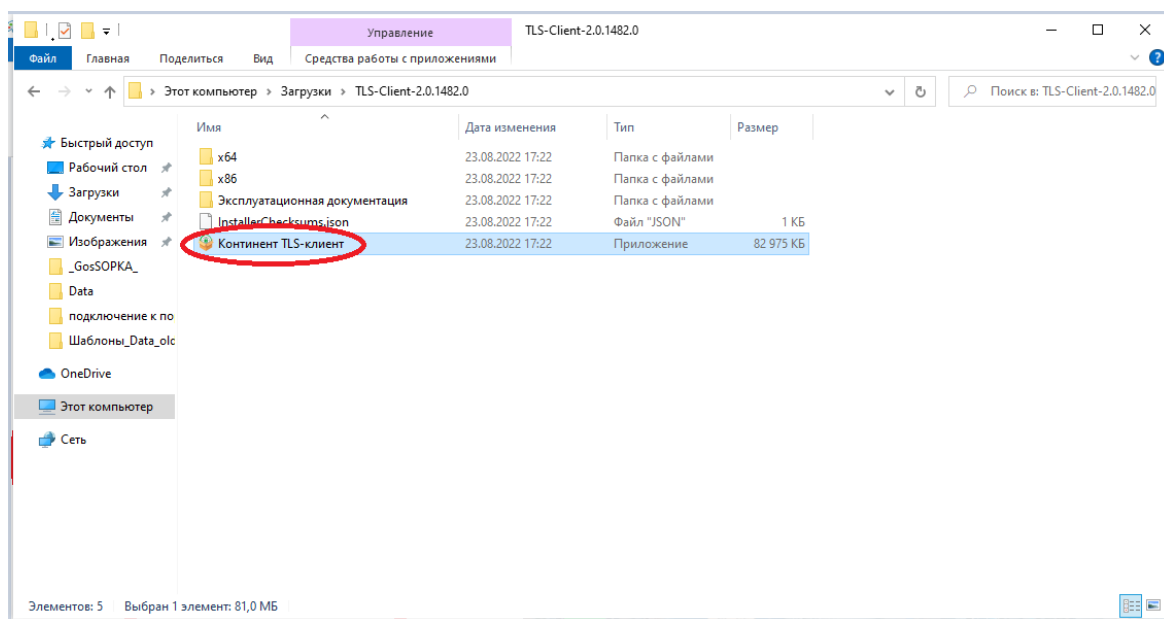 Управление
TLS-Client-2.0.1482.0
Файл Главная Поделиться Вид Средства работы с приложениями
Этот компьютер > Загрузки > TLS-Client-2.0.1482.0
Поиск в: TLS-Client-2.0.1482.0
Имя Дата изменения Тип Размер
Быстрый доступ
Рабочий стол
Загрузки
Документы
Изображения
_GosSOPKA_
Data
подключение к по
Шаблоны_Data_old
OneDrive
Этот компьютер
Сеть
x64 23.08.2022 17:22 Папка с файлами
x86 23.08.2022 17:22 Папка с файлами
Эксплуатационная документация 23.08.2022 17:22 Папка с файлами
InstallerChecksums.json 23.08.2022 17:22 Файл "JSON" 1 КБ
Континент TLS-клиент 23.08.2022 17:22 Приложение 82 975 КБ
Элементов: 5 Выбран 1 элемент: 81,0 МБ